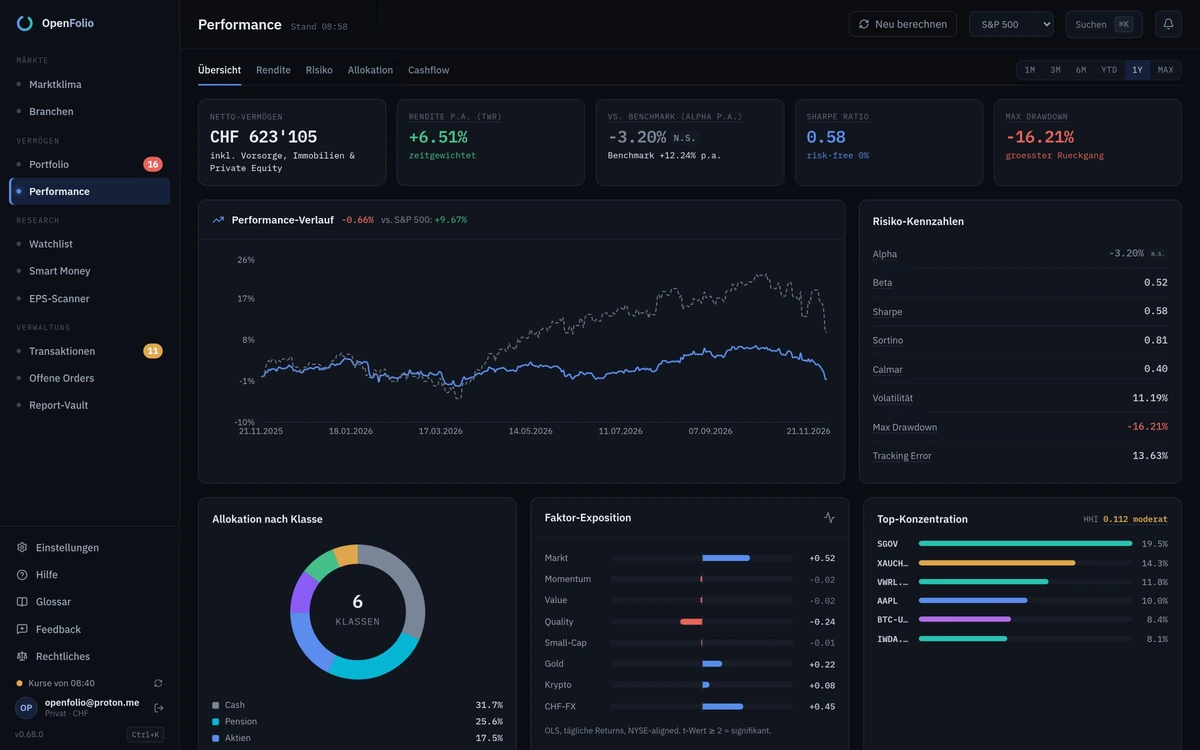 OpenFolio
MÄRKTE
Marktklima
Branchen
VERMÖGEN
Portfolio 16
Performance
RESEARCH
Watchlist
Smart Money
EPS-Scanner
VERWALTUNG
Transaktionen 11
Offene Orders
Report-Vault
Einstellungen
Hilfe
Glossar
Feedback
Rechtliches
Kurse von 08:40
OP openfolio@proton.me
Privat · CHF
v0.68.0 Ctrl+K
Performance Stand 08:58
Neu berechnen S&P 500 Suchen ⌘K
Übersicht Rendite Risiko Allokation Cashflow
1M 3M 6M YTD 1Y MAX
NETTO-VERMÖGEN
CHF 623'105
inkl. Vorsorge, Immobilien &
Private Equity
RENDITE P.A. (TWR)
+6.51%
zeitgewichtet
VS. BENCHMARK (ALPHA P.A.)
-3.20% N.S.
Benchmark +12.24% p.a.
SHARPE RATIO
0.58
risk-free 0%
MAX DRAWDOWN
-16.21%
groesster Rueckgang
Performance-Verlauf -0.66% vs. S&P 500: +9.67%
26%
17%
8%
-1%
-10%
21.11.2025 18.01.2026 17.03.2026 14.05.2026 11.07.2026 07.09.2026 21.11.2026
Risiko-Kennzahlen
Alpha -3.20% N.S.
Beta 0.52
Sharpe 0.58
Sortino 0.81
Calmar 0.40
Volatilität 11.19%
Max Drawdown -16.21%
Tracking Error 13.63%
Allokation nach Klasse
6
KLASSEN
Cash 31.7%
Pension 25.6%
Aktien 17.5%
Faktor-Exposition
Markt +0.52
Momentum -0.02
Value -0.02
Quality -0.24
Small-Cap -0.01
Gold +0.22
Krypto +0.08
CHF-FX +0.45
OLS, tägliche Returns, NYSE-aligned. t-Wert ≥ 2 = signifikant.
Top-Konzentration HHI 0.112 moderat
SGOV 19.5%
XAUCH… 14.3%
VWRL.… 11.8%
AAPL 10.0%
BTC-U… 8.4%
IWDA.… 8.1%